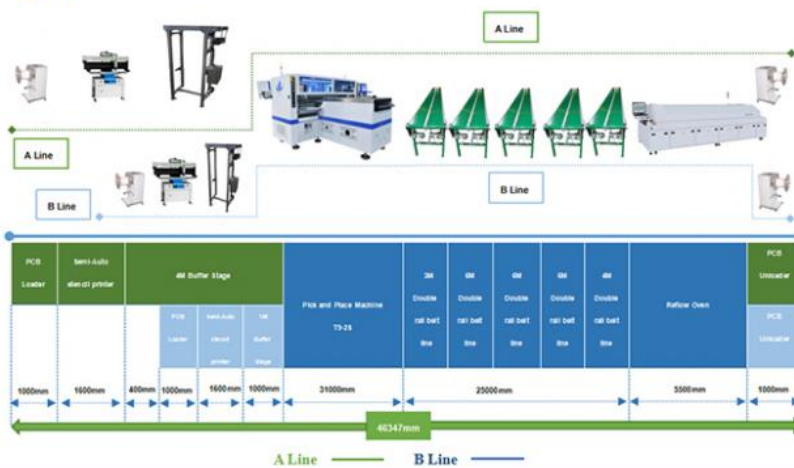 A Line
A Line
B Line
B Line
PCB
Loader
Semi-Auto
stencil printer
4M Buffer Stage
PCB
Loader
Semi-Auto
stencil
printer
1M
Buffer
Stage
Pick and Place Machine
T9-2S
Double
rail belt
line
6M
Double
rail belt
line
6M
Double
rail belt
line
6M
Double
rail belt
line
4M
Double
rail belt
line
Reflow Oven
PCB
Unloader
PCB
Unloader
1000mm
1600mm
400mm
1000mm
1600mm
1000mm
31000mm
25000mm
5500mm
1000mm
46347mm
A Line
B Line